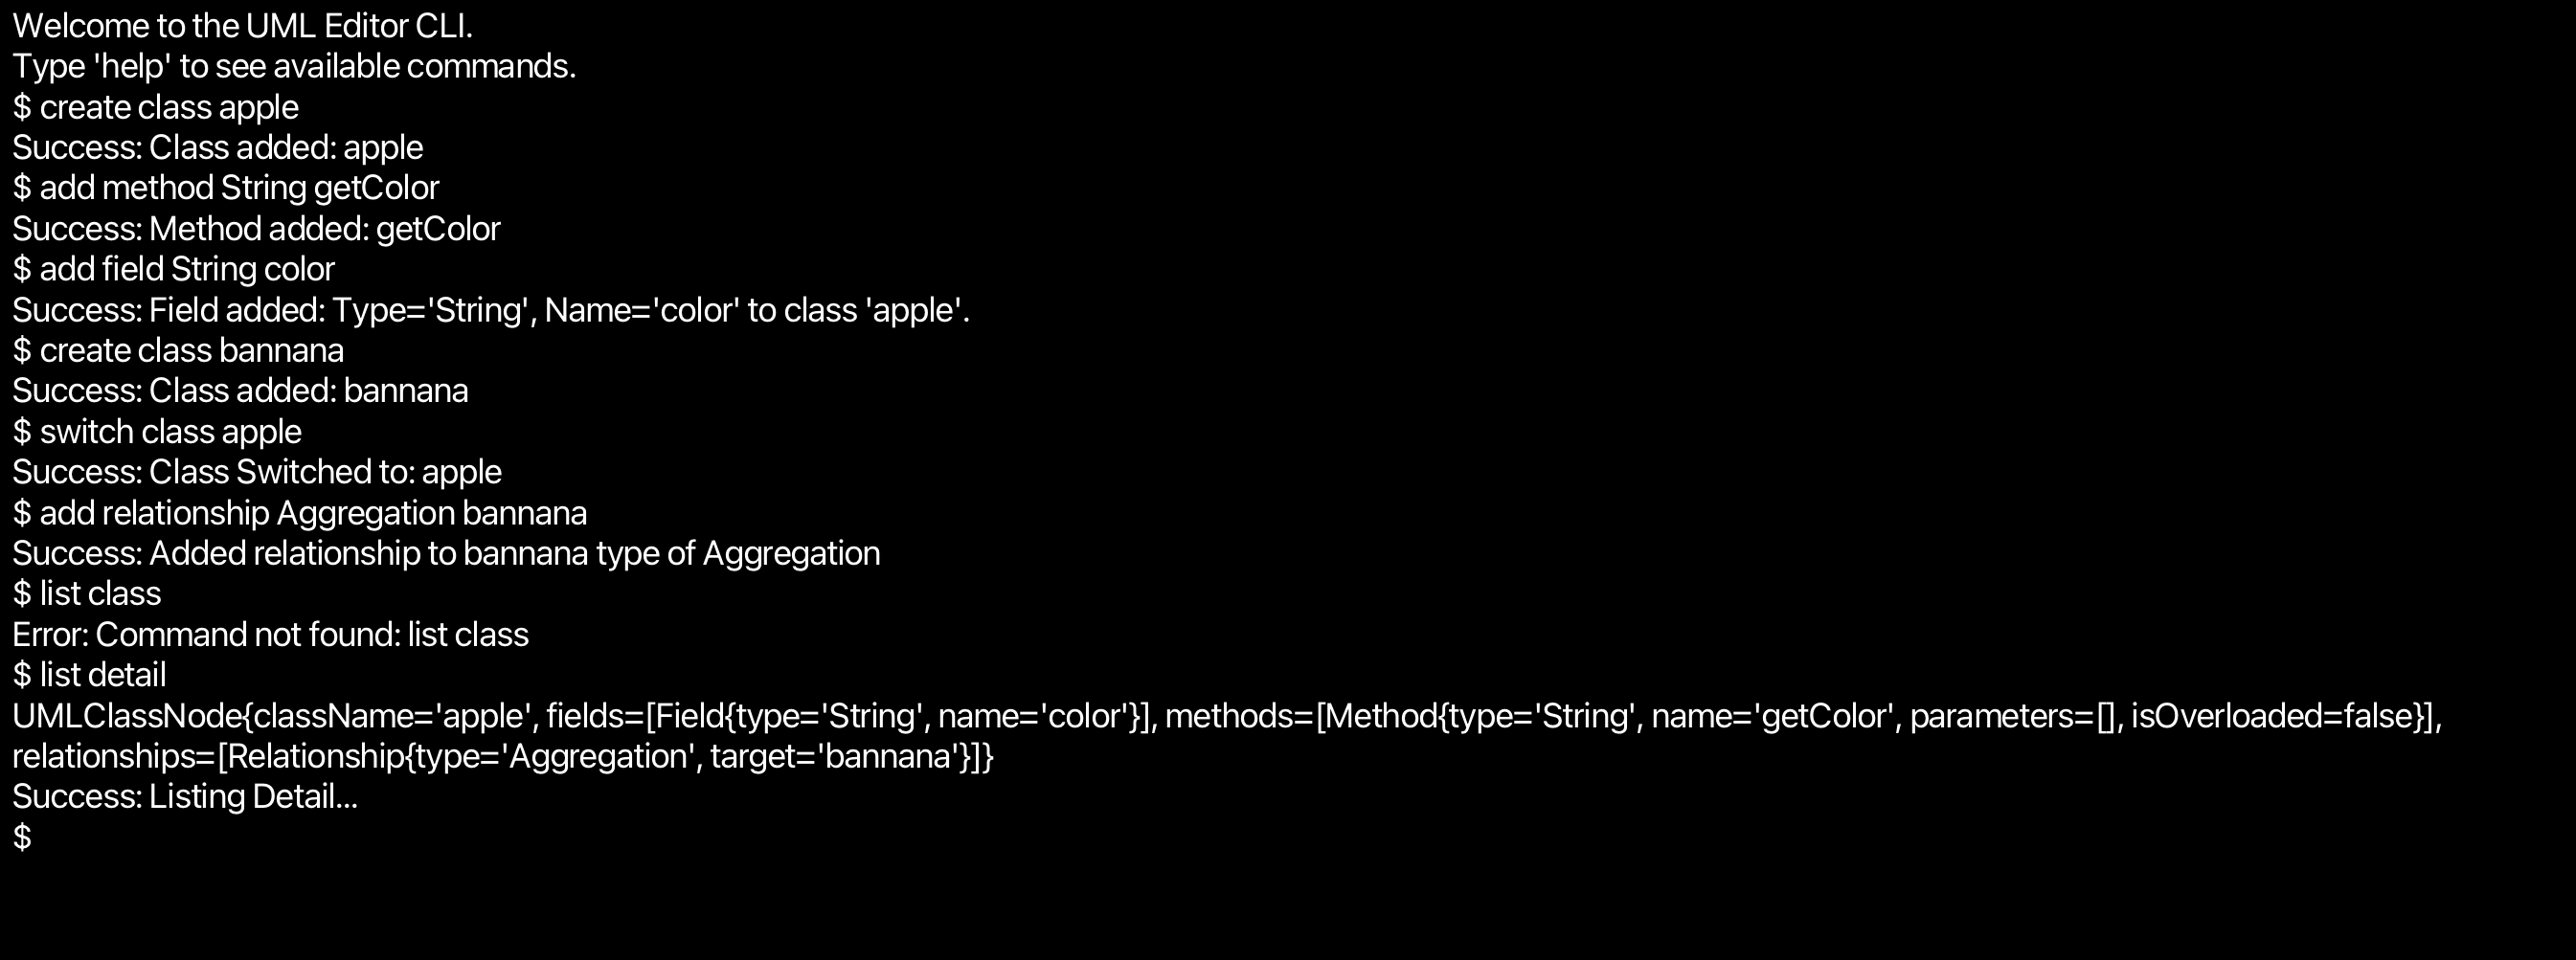 Welcome to the UML Editor CLI.
Type 'help' to see available commands.
$ create class apple
Success: Class added: apple
$ add method String getColor
Success: Method added: getColor
$ add field String color
Success: Field added: Type='String', Name='color' to class 'apple'.
$ create class bannana
Success: Class added: bannana
$ switch class apple
Success: Class Switched to: apple
$ add relationship Aggregation bannana
Success: Added relationship to bannana type of Aggregation
$ list class
Error: Command not found: list class
$ list detail
UMLClassNode{className='apple', fields=[Field{type='String', name='color'}], methods=[Method{type='String', name='getColor', parameters=[], isOverloaded=false}],
relationships=[Relationship{type='Aggregation', target='bannana'}]}
Success: Listing Detail...
$